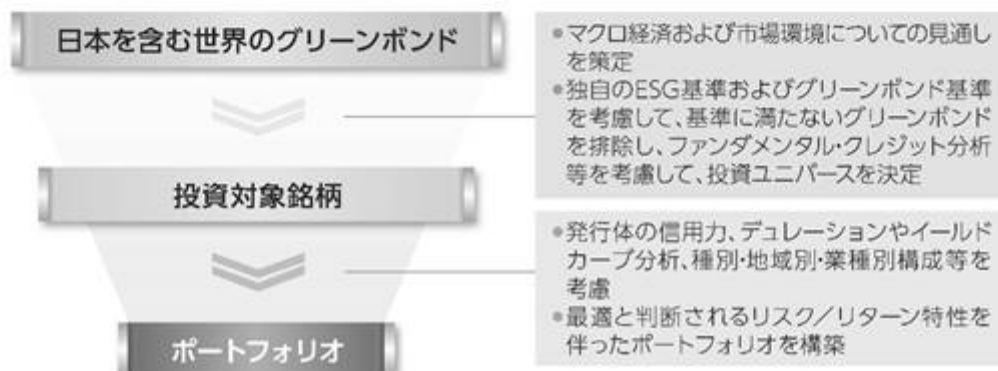 日本を含む世界のグリーンボンド
●マクロ経済および市場環境についての見通し
を策定
●独自のESG基準およびグリーンボンド基準
を考慮して、基準に満たないグリーンボンド
を排除し、ファンダメンタル・クレジット分析
等を考慮して、投資ユニバースを決定
投資対象銘柄
●発行体の信用力、デュレーションやイールド
カーブ分析、種別・地域別・業種別構成等を
考慮
●最適と判断されるリスク／リターン特性を
伴ったポートフォリオを構築
ポートフォリオ